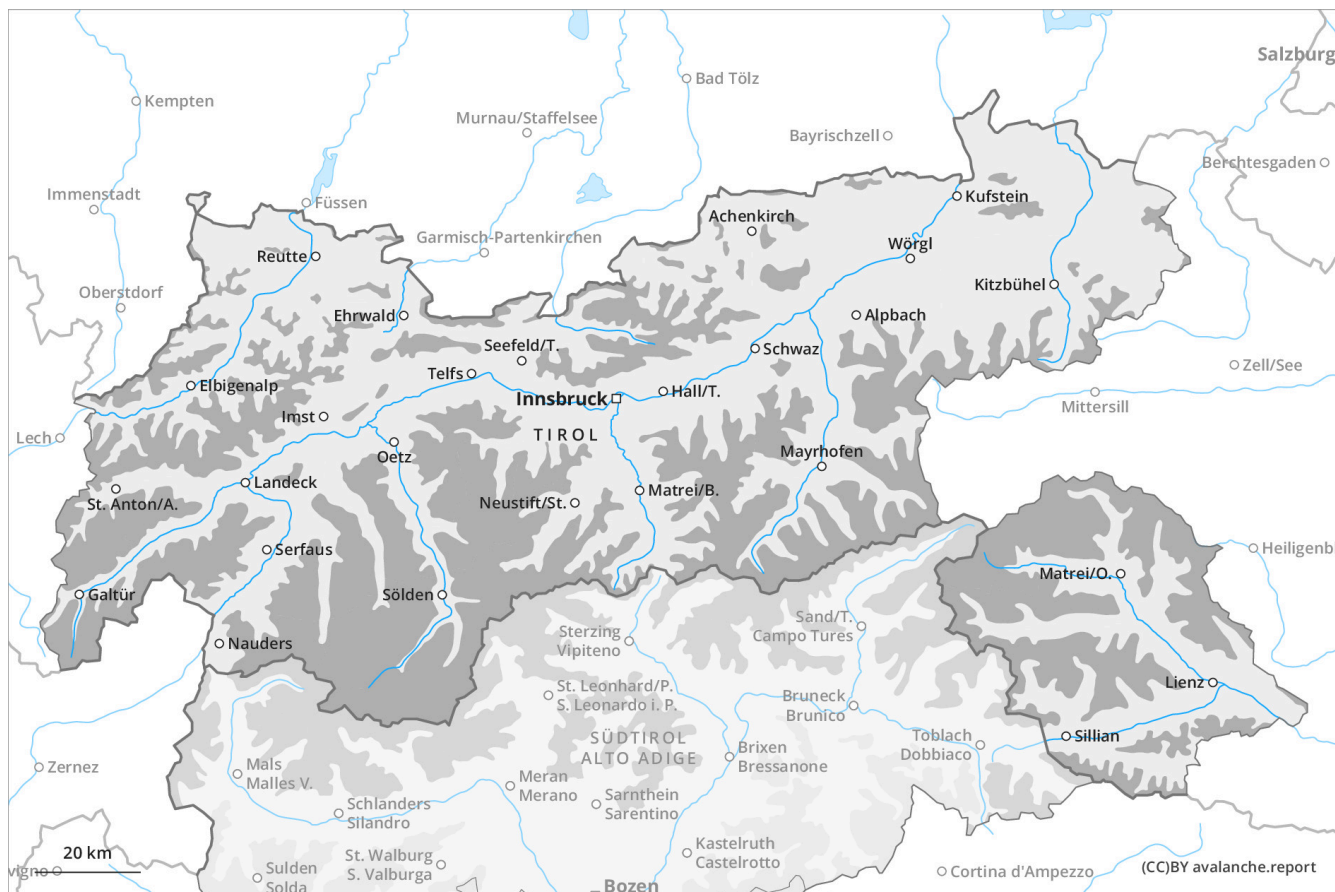 Salzburg
Bad Tölz
Kempten
Murnau/Staffelsee
Bayrischzell
Berchtesgaden
Immenstadt
Füssen
Kufstein
Achenkirch
Garmisch-Partenkirchen
Wörgl
Reutte
Kitzbühel
Oberstdorf
Ehrwald
Alpbach
Seefeld/T.
Schwaz
Zell/See
Telfs
Elbigenalp
Hall/T.
Innsbruck
Mittersill
Imst
TIROL
Lech
Oetz
Mayrhofen
Landeck
Matrei/B.
St. Anton/A.
Neustift/St.
Serfaus
Heiligenb
Matrei/O.
Galtür
Sölden
Sand/T.
Campo Tures
Sterzing
Vipiteno
Nauders
Lienz
St. Leonhard/P.
S. Leonardo i. P.
Bruneck
Brunico
SÜDTIROL
ALTO ADIGE
Toblach
Dobbiaco
Sillian
Brixen
Bressanone
Zernez
Mals
Malles V.
Meran
Merano
Sarnthein
Sarentino
Schlanders
Silandro
Kastelruth
Castelrotto
20 km
St. Walburg
S. Valburga
vigno
Sulden
Solda
Cortina d'Ampezzo
(CC)BY avalanche.report
Bozen